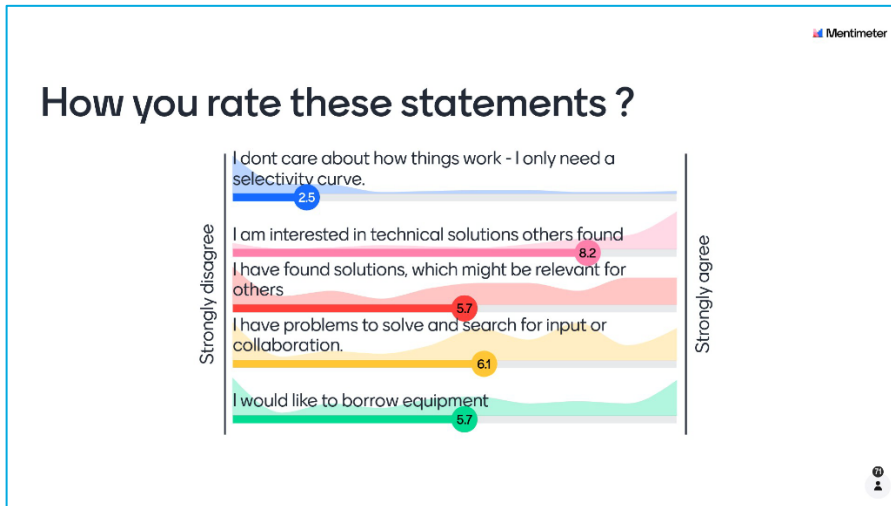 Mentimeter
How you rate these statements ?
I dont care about how things work - I only need a
selectivity curve.
2.5
I am interested in technical solutions others found
8.2
I have found solutions, which might be relevant for
others
5.7
I have problems to solve and search for input or
collaboration.
6.1
I would like to borrow equipment
5.7
Strongly disagree
Strongly agree
71